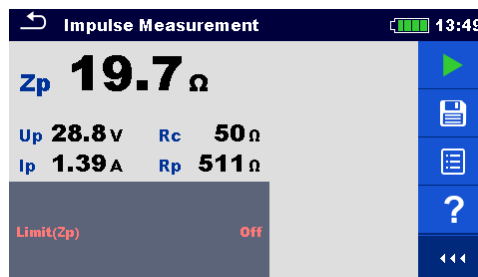 Impulse Measurement 13:49
Zp 19.7 Ω
Up 28.8 V Rc 50 Ω
Ip 1.39 A Rp 511 Ω
Limit(Zp) Off
?